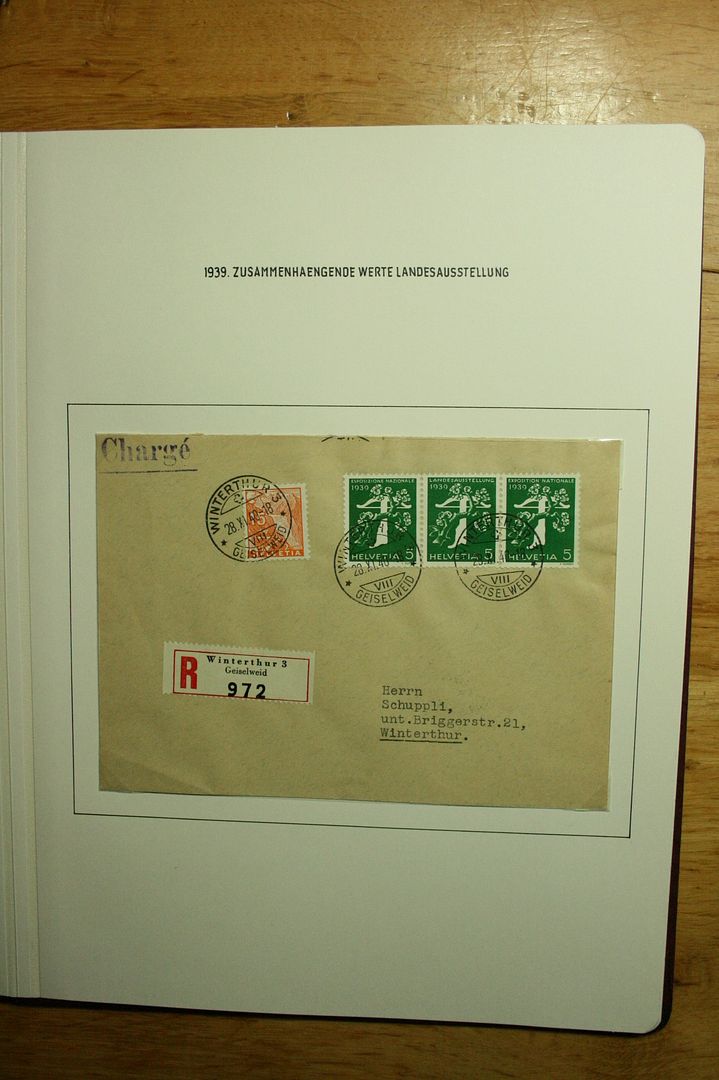 1939. ZUSAMMENHAENGENDE WERTE LANDESAUSSTELLUNG
Chargé
WINTERTHUR 3
28.XI.40-18
VIII
GEISELWEID
HELVETIA
ESPOSIZIONE NAZIONALE
1939
HELVETIA 5
LANDESAUSSTELLUNG
1939
HELVETIA 5
EXPOSITION NATIONALE
1939
HELVETIA 5
28.XI.40
VIII
GEISELWEID
VIII
GEISELWEID
R
Winterthur 3
Geiselweid
972
Herrn
Schuppli,
unt.Briggerstr.21,
Winterthur.